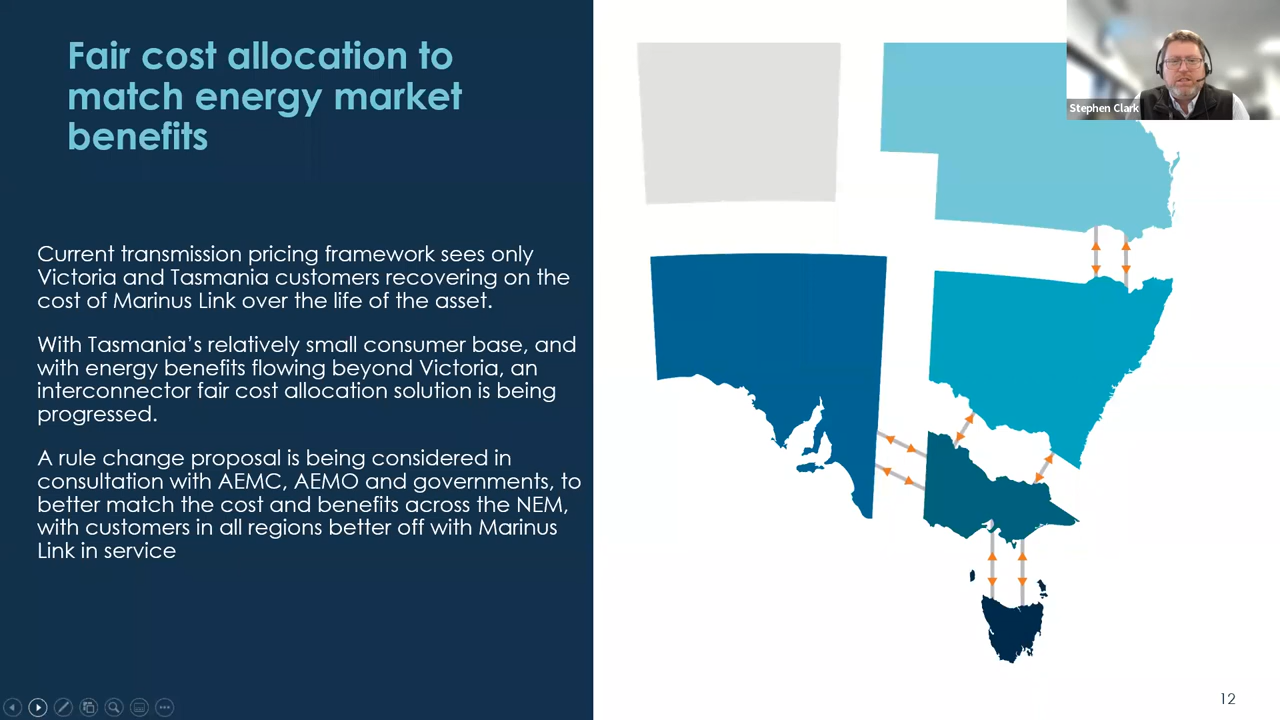 Fair cost allocation to
match energy market
benefits
Stephen Clark
Current transmission pricing framework sees only
Victoria and Tasmania customers recovering on the
cost of Marinus Link over the life of the asset.
With Tasmania's relatively small consumer base, and
with energy benefits flowing beyond Victoria, an
interconnector fair cost allocation solution is being
progressed.
A rule change proposal is being considered in
consultation with AEMC, AEMO and governments, to
better match the cost and benefits across the NEM,
with customers in all regions better off with Marinus
Link in service
12